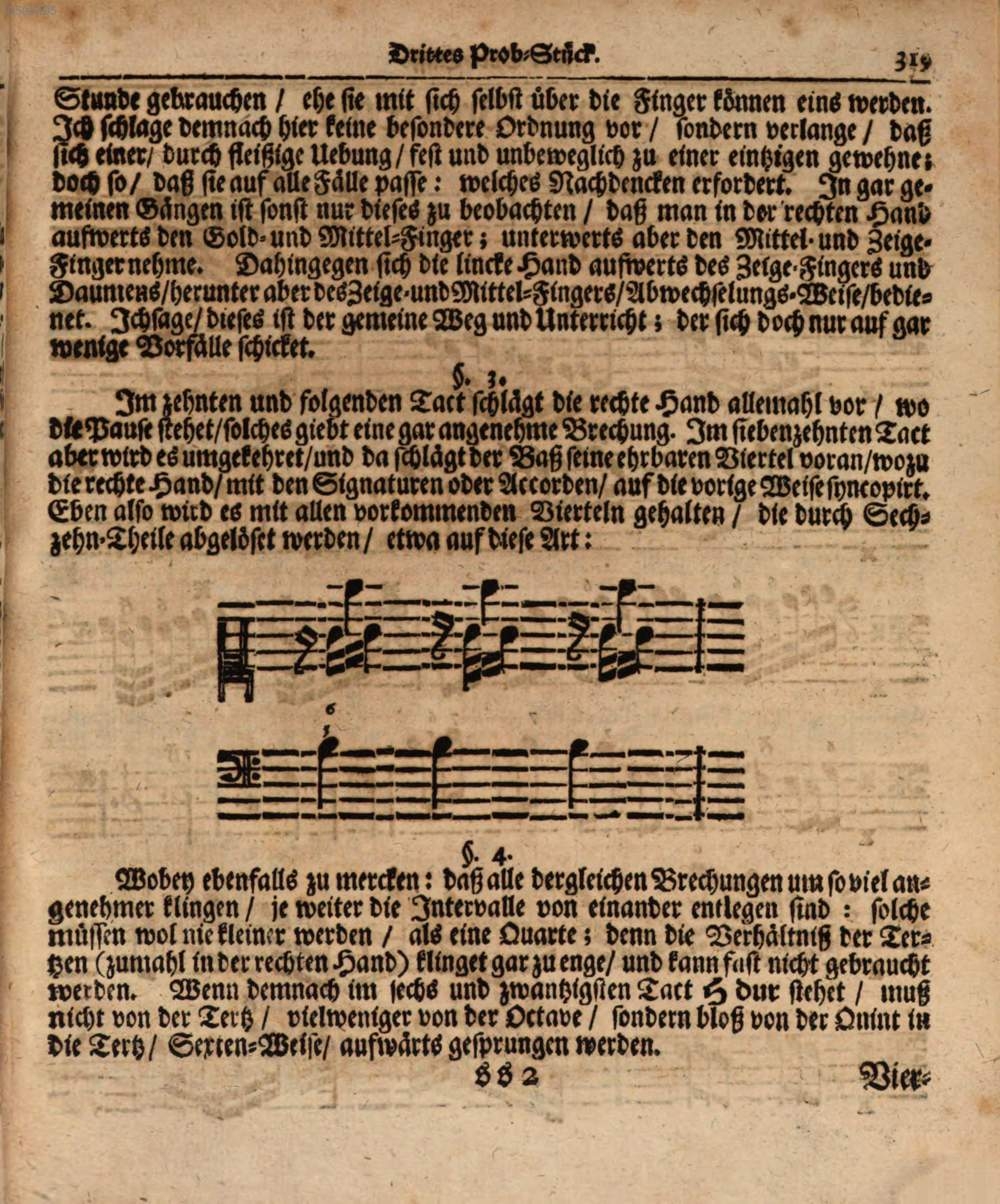 Drittes Prob-Stück. 319
Stunde gebrauchen / ehe sie mit sich selbst über die Finger können eins werden.
Ich schlage demnach hier keine besondere Ordnung vor / sondern verlange / daß
sich einer/ durch fleißige Uebung / fest und unbeweglich zu einer eintzigen gewehne;
doch so / daß sie auf alle Fälle passe: welches Nachdencken erfordert. In gar ge-
meinen Gängen ist sonst nur dieses zu beobachten / daß man in der rechten Hand
aufwerts den Gold- und Mittel-Finger; unterwerts aber den Mittel- und Zeige-
Finger nehme. Dahingegen sich die lincke Hand aufwerts des Zeige-Fingers und
Daumens/herunter aber des Zeige-und Mittel-Fingers/Abwechselungs-Weise/bedie-
net. Ich sage/ dieses ist der gemeine Weg und Unterricht; der sich doch nur auf gar
wenige Vorfälle schicket.
§. 3.
Im zehnten und folgenden Tact schlägt die rechte Hand allemahl vor / wo
die Pause stehet/solches giebt eine gar angenehme Brechung. Im siebenzehnten Tact
aber wird es umgekehret/und da schlägt der Baß seine ehrbaren Viertel voran/wozu
die rechte Hand/ mit den Signaturen oder Accorden/ auf die vorige Weise syncopirt.
Eben also wird es mit allen vorkommenden Vierteln gehalten / die durch Sech-
zehn-Theile abgelöset werden / etwa auf diese Art:
6
§. 4.
Wobey ebenfalls zu mercken: daß alle dergleichen Brechungen um so viel an-
genehmer klingen / je weiter die Intervalle von einander entlegen sind: solche
müssen wol nie kleiner werden / als eine Quarte; denn die Verhältniß der Ter-
tzen (zumahl in der rechten Hand) klinget gar zu enge/ und kann fast nicht gebraucht
werden. Wenn demnach im sechs und zwantzigsten Tact H dur stehet / muß
nicht von der Tertz / vielweniger von der Octave / sondern bloß von der Quint in
die Tertz/ Sexten-Weise/ aufwärts gesprungen werden.
Vier-